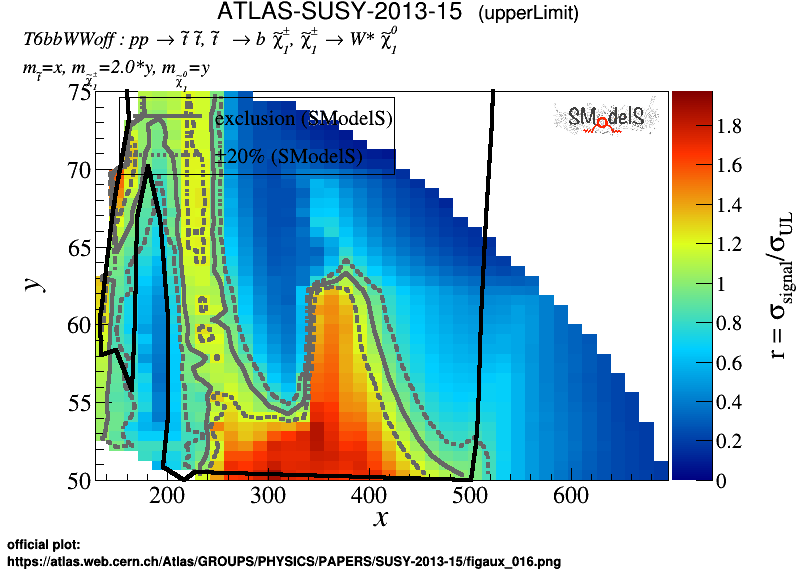 ATLAS-SUSY-2013-15 (upperLimit)
T6bbWWoff : pp → t̃ t̃, t̃ → b χ̃₁±, χ̃₁± → W* χ̃₁⁰
m_t̃=x, m_χ̃₁±=2.0*y, m_χ̃₁⁰=y
exclusion (SModelS)
±20% (SModelS)
SModelS
75
70
65
60
55
50
y
200 300 400 500 600
x
1.8
1.6
1.4
1.2
1
0.8
0.6
0.4
0.2
0
r = σ_signal/σ_UL
official plot:
https://atlas.web.cern.ch/Atlas/GROUPS/PHYSICS/PAPERS/SUSY-2013-15/figaux_016.png